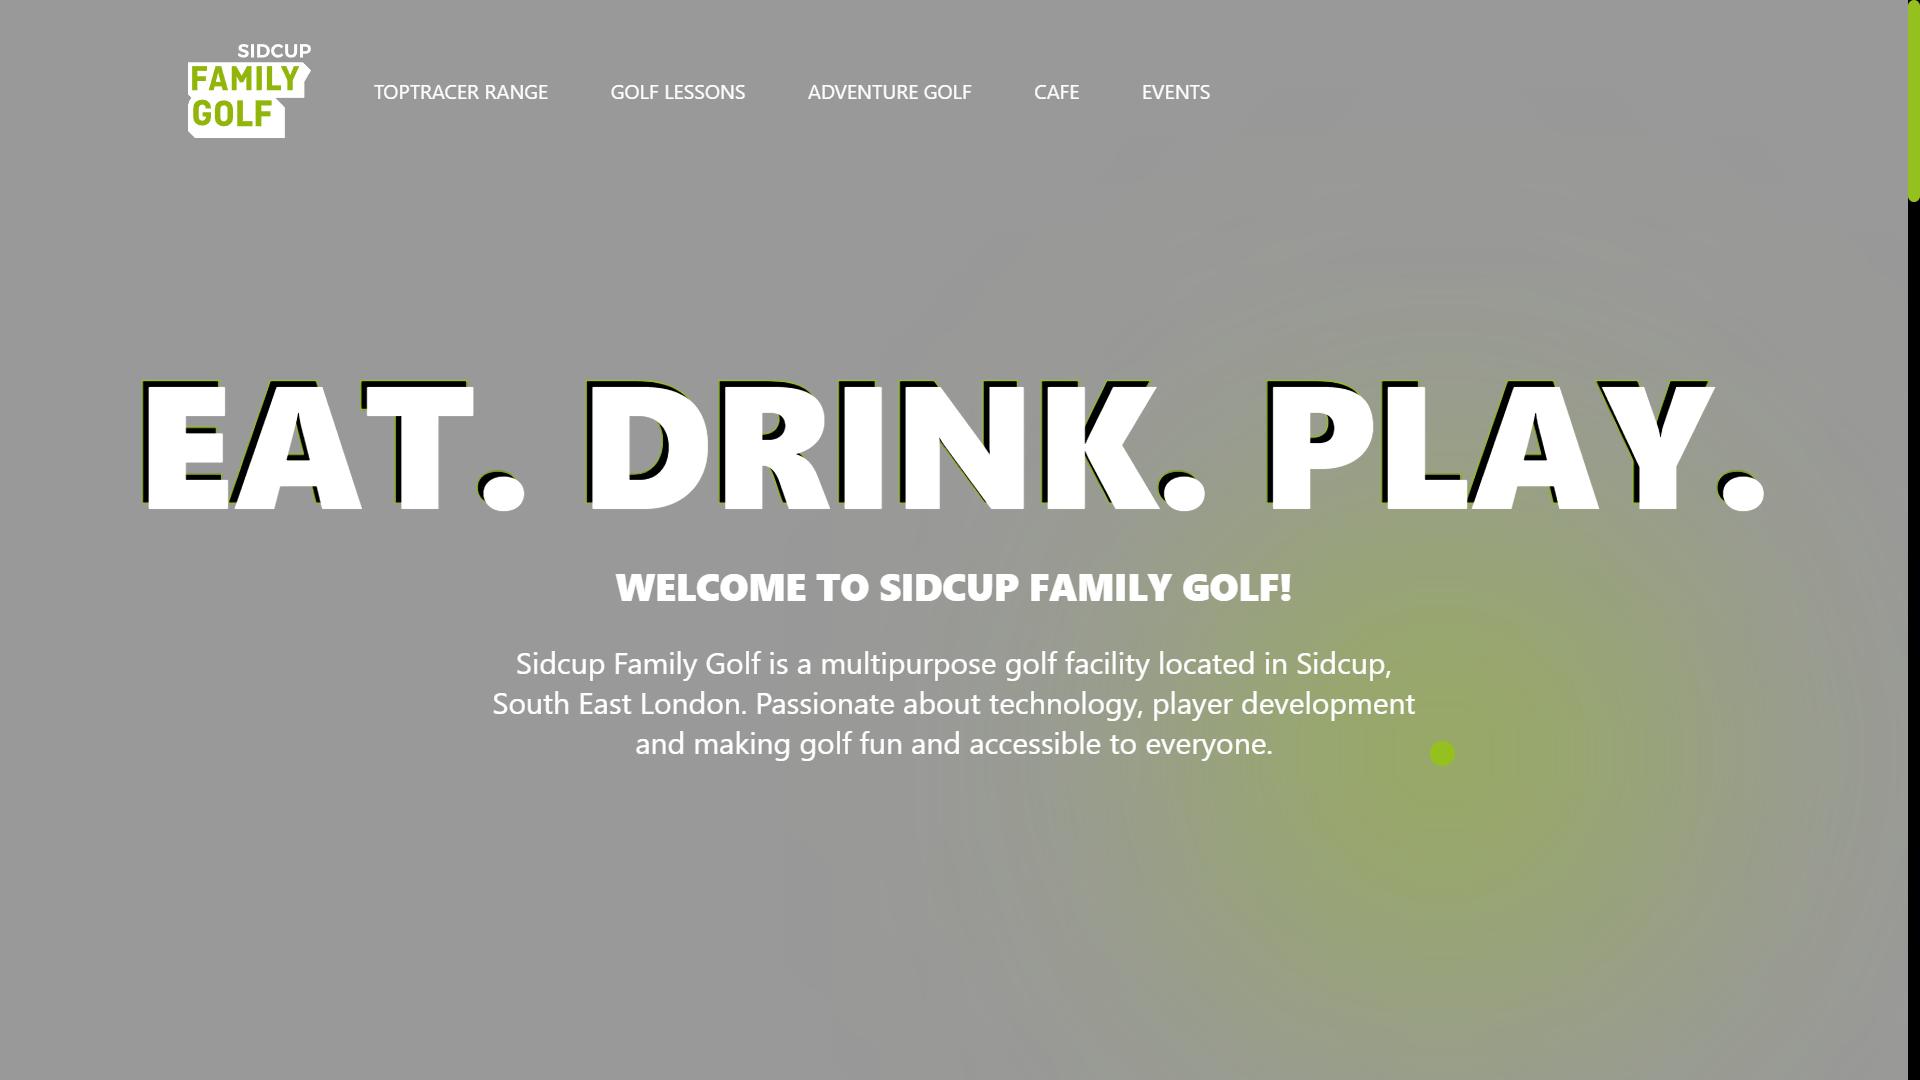 SIDCUP
FAMILY
GOLF
TOPTRACER RANGE
GOLF LESSONS
ADVENTURE GOLF
CAFE
EVENTS
EAT. DRINK. PLAY.
WELCOME TO SIDCUP FAMILY GOLF!
Sidcup Family Golf is a multipurpose golf facility located in Sidcup,
South East London. Passionate about technology, player development
and making golf fun and accessible to everyone.